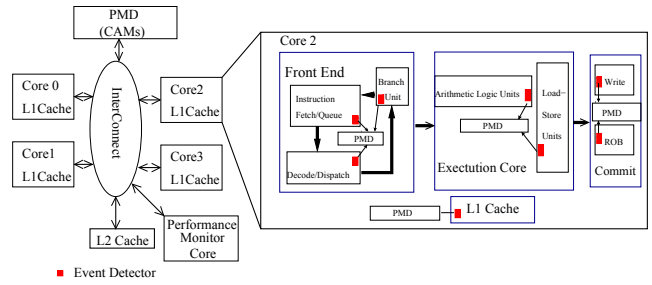 PMD
(CAMs)
InterConnect
Core 0
L1Cache
Core1
L1Cache
Core2
L1Cache
Core3
L1Cache
L2 Cache
Performance
Monitor
Core
Event Detector
Core 2
Front End
Instruction
Fetch/Queue
Branch
Unit
PMD
Decode/Dispatch
Arithmetic Logic Units
Load-
Store
Units
PMD
Exectution Core
Write
PMD
ROB
Commit
PMD
L1 Cache